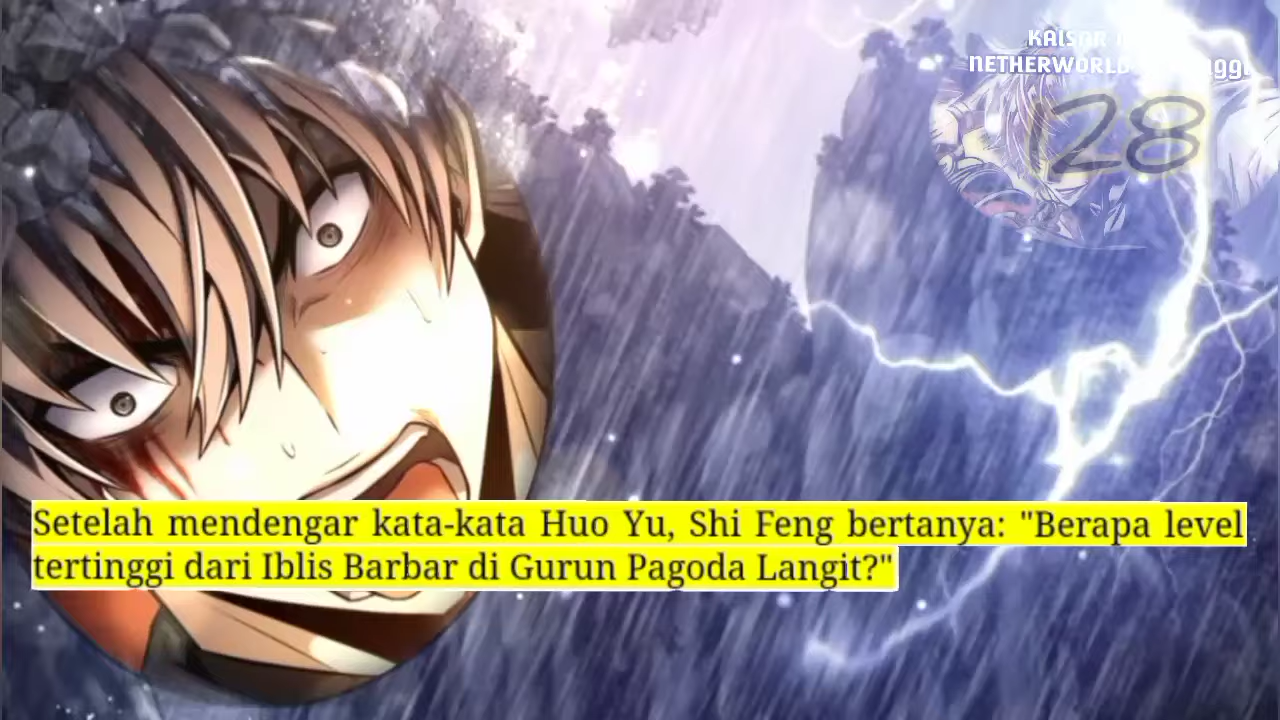 KAISAR
NETHERWORLD
128
Setelah mendengar kata-kata Huo Yu, Shi Feng bertanya: "Berapa level
tertinggi dari Iblis Barbar di Gurun Pagoda Langit?"